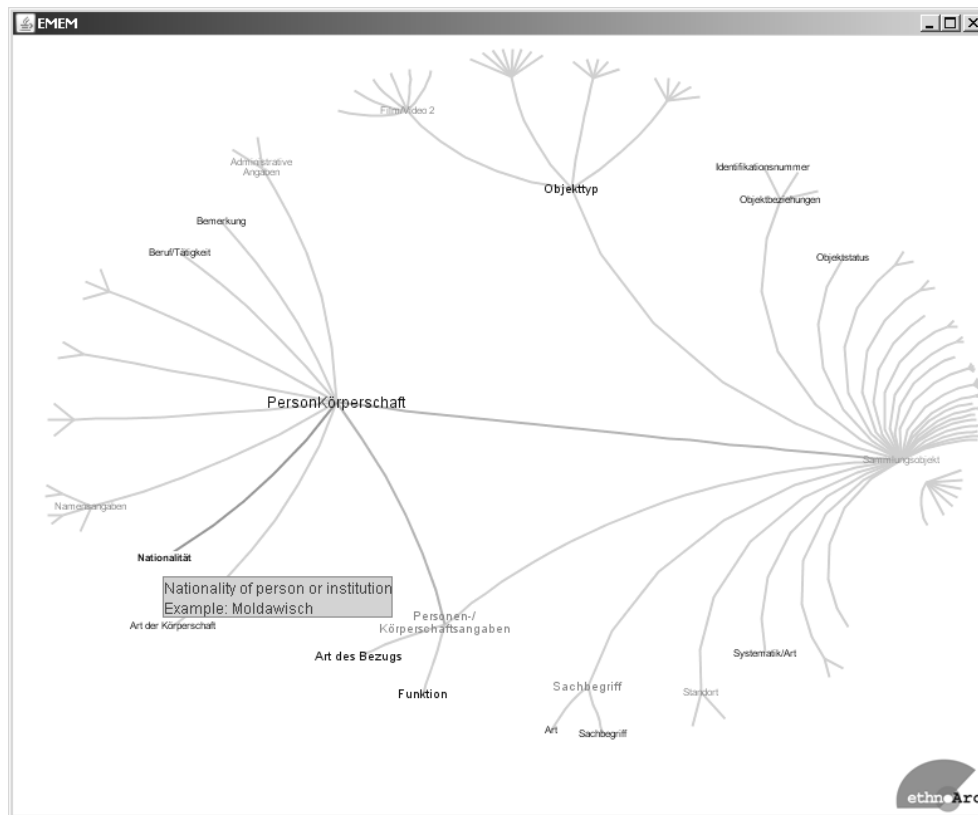 EMEM
Film/Video 2
Administrative
Angaben
Identifikationsnummer
Objekttyp
Objektbeziehungen
Bemerkung
Beruf/Tätigkeit
Objektstatus
PersonKörperschaft
Sammlungsobjekt
Namensangaben
Nationalität
Nationality of person or institution
Example: Moldawisch
Art der Körperschaft
Personen-/
Körperschaftsangaben
Art des Bezugs
Systematik/Art
Funktion
Sachbegriff
Standort
Art
Sachbegriff
ethnoArc